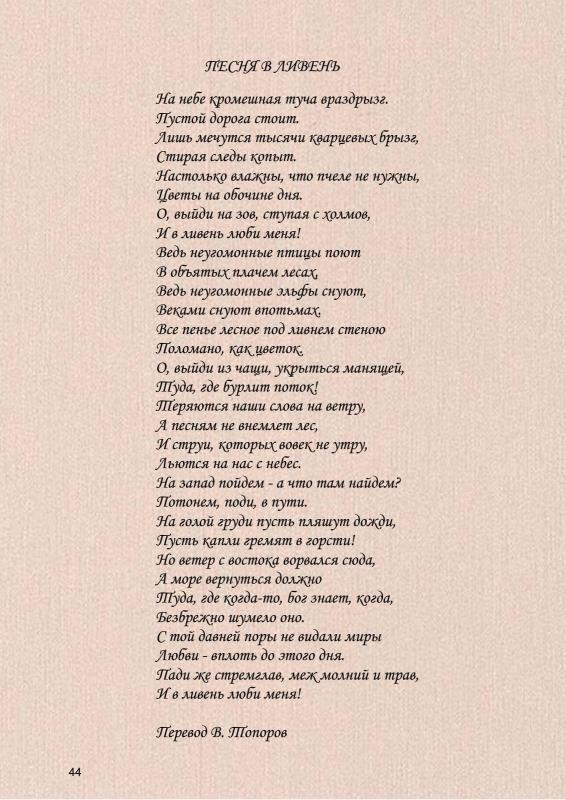 ПЕСНЯ В ЛИВЕНЬ
На небе кромешная туча враздрызг.
Пустой дорога стоит.
Лишь мечутся тысячи кварцевых брызг,
Стирая следы копыт.
Настолько влажны, что пчеле не нужны,
Цветы на обочине дня.
О, выйди на зов, ступая с холмов,
И в ливень люби меня!
Ведь неугомонные птицы поют
В объятых плачем лесах,
Ведь неугомонные эльфы снуют,
Веками снуют впотьмах.
Все пенье лесное под ливнем стеною
Поломано, как цветок.
О, выйди из чащи, укрыться манящей,
Туда, где бурлит поток!
Теряются наши слова на ветру,
А песням не внемлет лес,
И струи, которых вовек не утру,
Льются на нас с небес.
На запад пойдем - а что там найдем?
Потонем, поди, в пути.
На голой груди пусть пляшут дожди,
Пусть капли гремят в горсти!
Но ветер с востока ворвался сюда,
А море вернуться должно
Туда, где когда-то, бог знает, когда,
Безбрежно шумело оно.
С той давней поры не видали миры
Любви - вплоть до этого дня.
Пади же стремглав, меж молний и трав,
И в ливень люби меня!
Перевод В. Топоров
44